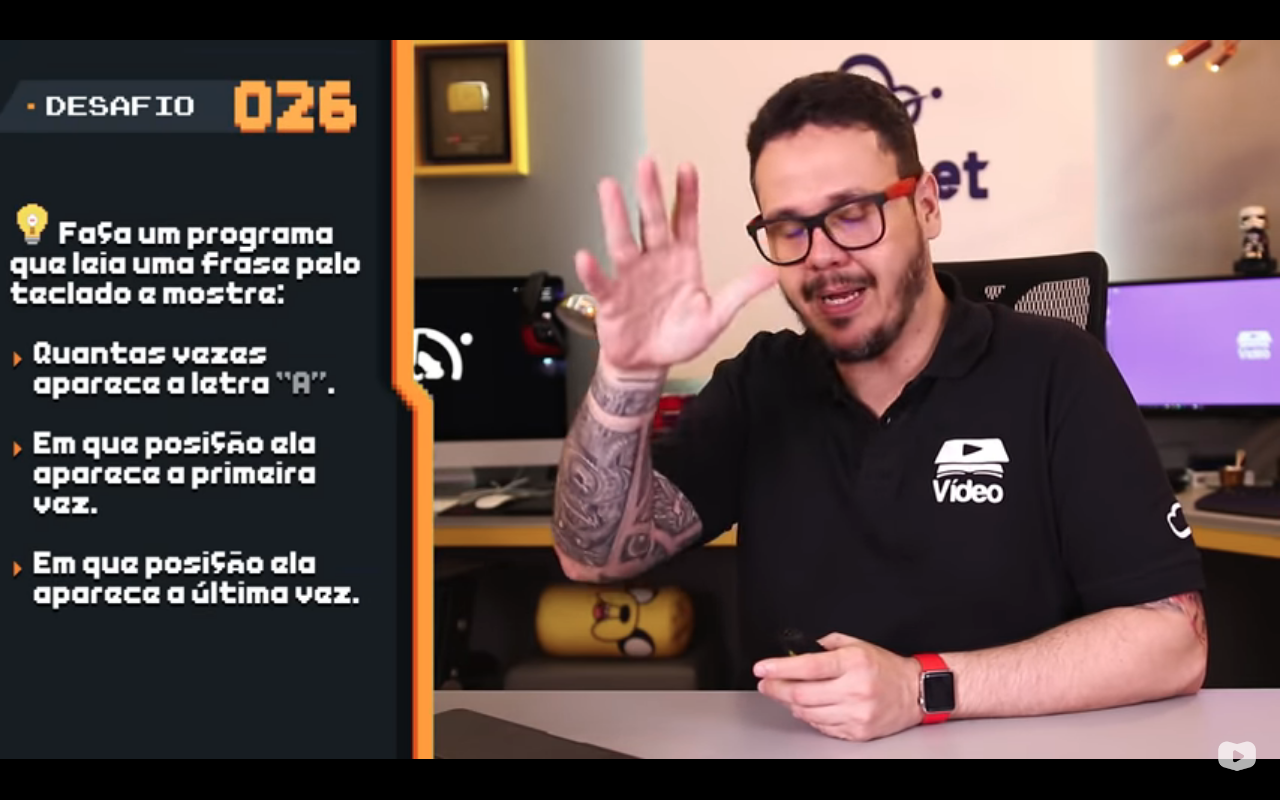 DESAFIO 026
Faça um programa
que leia uma frase pelo
teclado e mostre:
Quantas vezes
aparece a letra “A”.
Em que posição ela
aparece a primeira
vez.
Em que posição ela
aparece a última vez.
et
Vídeo